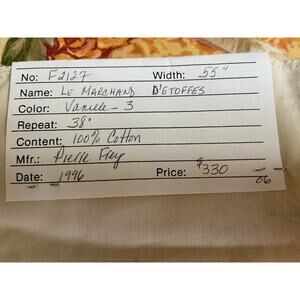 No: F2127 Width: 55"
Name: LE MARCHAND D'ETOFFES
Color: Vanille - 3
Repeat: 38"
Content: 100% Cotton
Mfr.: Pierre Frey
Date: 1996 Price: $330
06